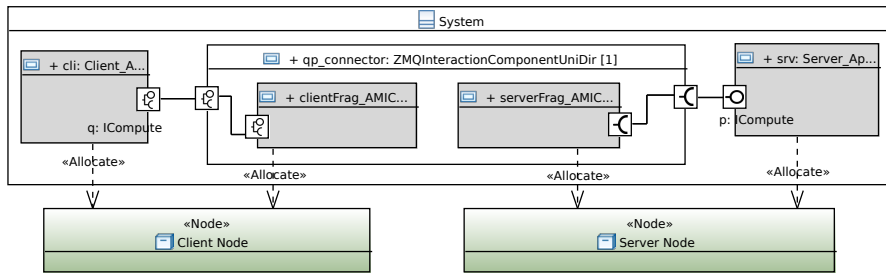 System
+ cli: Client_A...
+ qp_connector: ZMQInteractionComponentUniDir [1]
+ srv: Server_Ap...
+ clientFrag_AMIC...
+ serverFrag_AMIC...
q: ICompute
p: ICompute
«Allocate»
«Allocate»
«Allocate»
«Allocate»
«Node»
Client Node
«Node»
Server Node